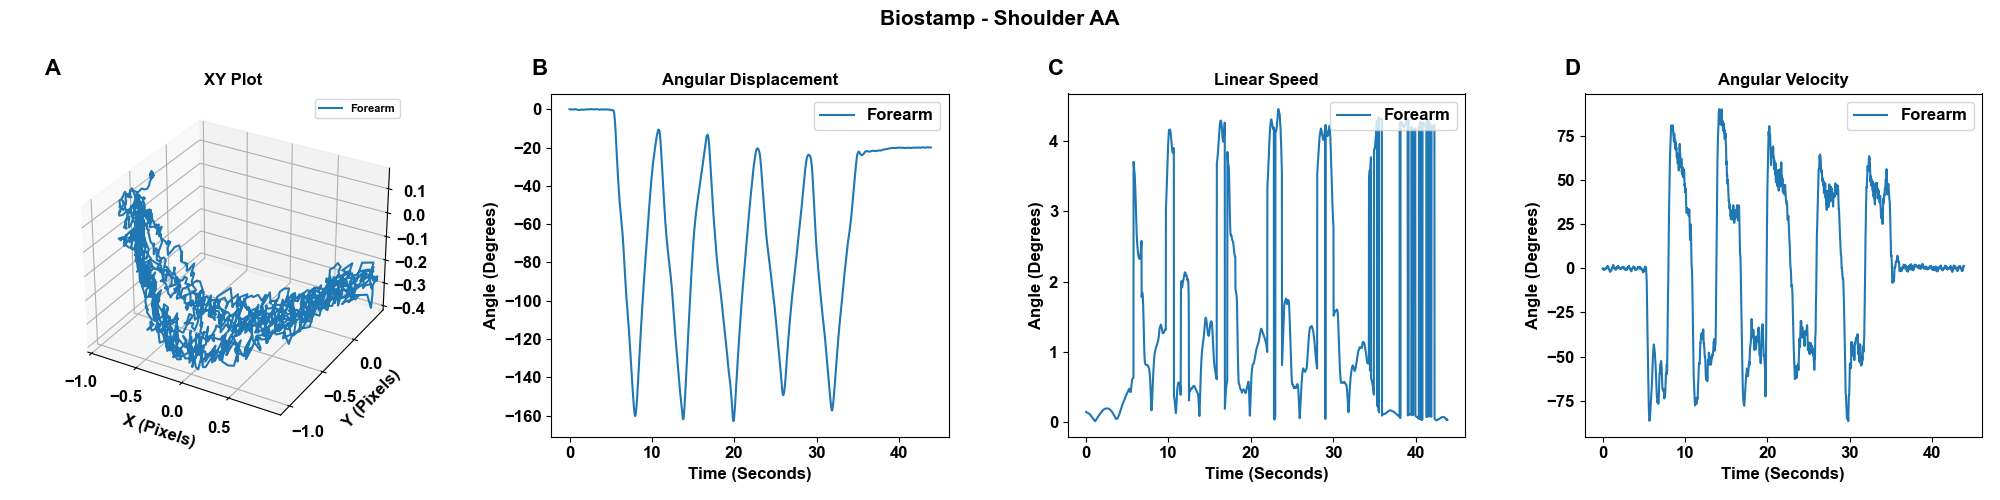 Biostamp - Shoulder AA
A
XY Plot
Forearm
0.1
0.0
−0.1
−0.2
−0.3
−0.4
−1.0
−0.5
0.0
0.5
X (Pixels)
−1.0
−0.5
0.0
Y (Pixels)
B
Angular Displacement
Forearm
0
−20
−40
−60
−80
−100
−120
−140
−160
Angle (Degrees)
0 10 20 30 40
Time (Seconds)
C
Linear Speed
Forearm
4
3
2
1
0
Angle (Degrees)
0 10 20 30 40
Time (Seconds)
D
Angular Velocity
Forearm
75
50
25
0
−25
−50
−75
Angle (Degrees)
0 10 20 30 40
Time (Seconds)